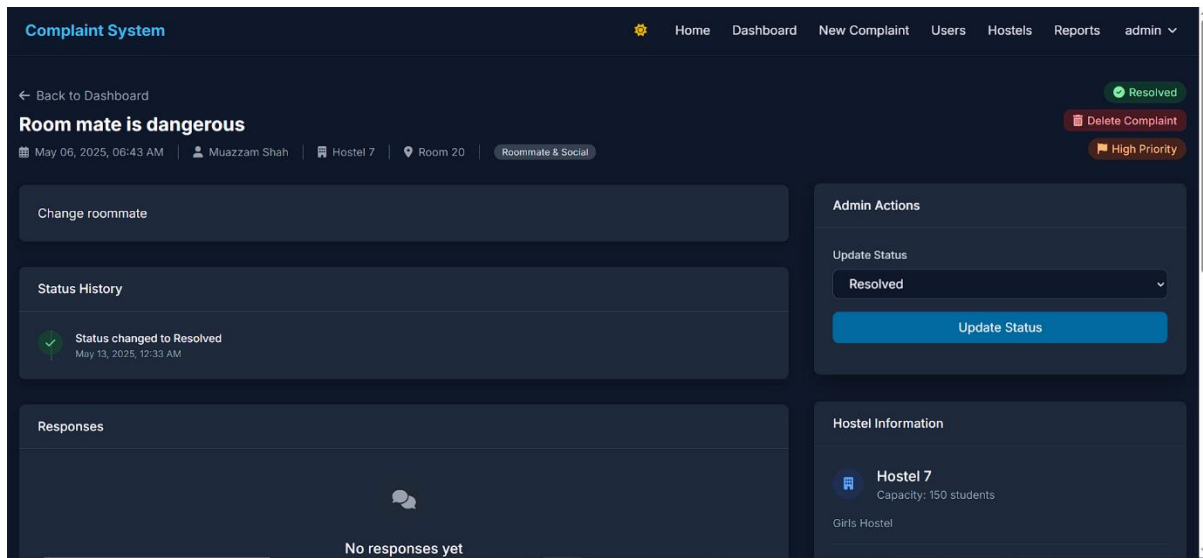 Complaint System
Home Dashboard New Complaint Users Hostels Reports admin
← Back to Dashboard
Room mate is dangerous
May 06, 2025, 06:43 AM | Muazzam Shah | Hostel 7 | Room 20 | Roommate & Social
Resolved
Delete Complaint
High Priority
Change roommate
Status History
Status changed to Resolved
May 13, 2025, 12:33 AM
Responses
No responses yet
Admin Actions
Update Status
Resolved
Update Status
Hostel Information
Hostel 7
Capacity: 150 students
Girls Hostel